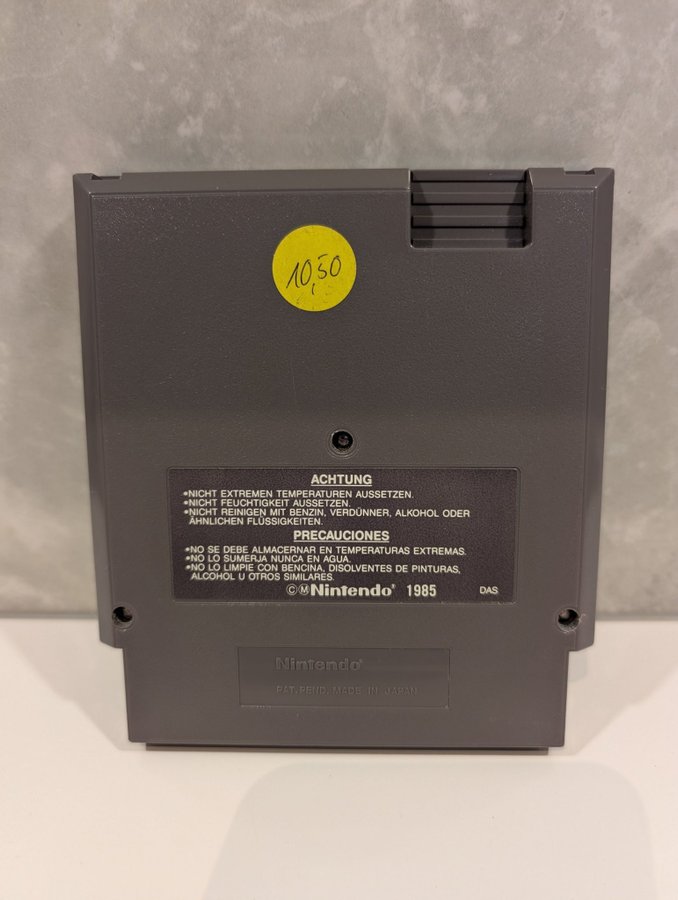 10,50
ACHTUNG
•NICHT EXTREMEN TEMPERATUREN AUSSETZEN.
•NICHT FEUCHTIGKEIT AUSSETZEN.
•NICHT REINIGEN MIT BENZIN, VERDÜNNER, ALKOHOL ODER
ÄHNLICHEN FLÜSSIGKEITEN.
PRECAUCIONES
•NO SE DEBE ALMACERNAR EN TEMPERATURAS EXTREMAS.
•NO LO SUMERJA NUNCA EN AGUA.
•NO LO LIMPIE CON BENCINA, DISOLVENTES DE PINTURAS,
ALCOHOL U OTROS SIMILARES.
©ⓂNintendo® 1985 DAS
Nintendo®
PAT. PEND. MADE IN JAPAN